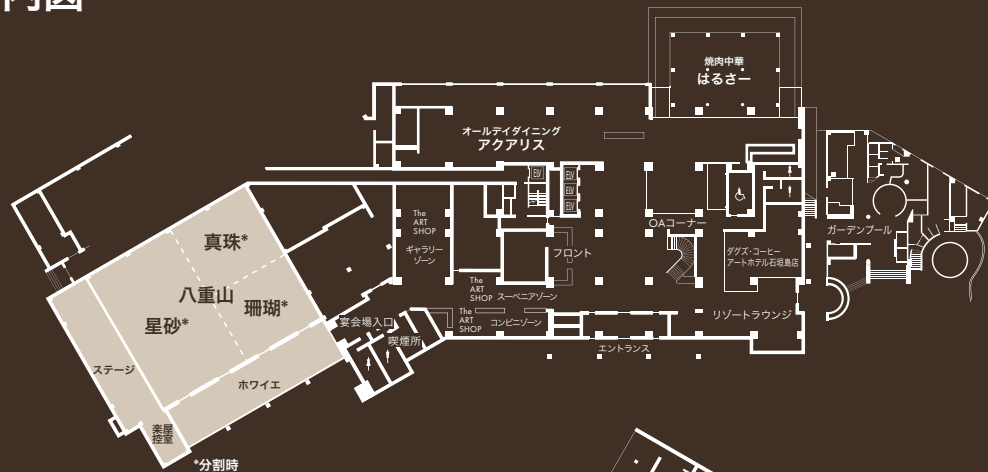 内図
焼肉中華
はるさー
オールデイダイニング
アクアリス
EV
EV
EV
EV
The
ART
SHOP
ギャラリー
ゾーン
OAコーナー
フロント
ガーデンプール
ダグズ・コーヒー
アートホテル石垣島店
The
ART
SHOP
スーベニアゾーン
The
ART
SHOP
コンビニゾーン
リゾートラウンジ
エントランス
真珠*
八重山
珊瑚*
星砂*
宴会場入口
喫煙所
ステージ
ホワイエ
楽屋
控室
*分割時